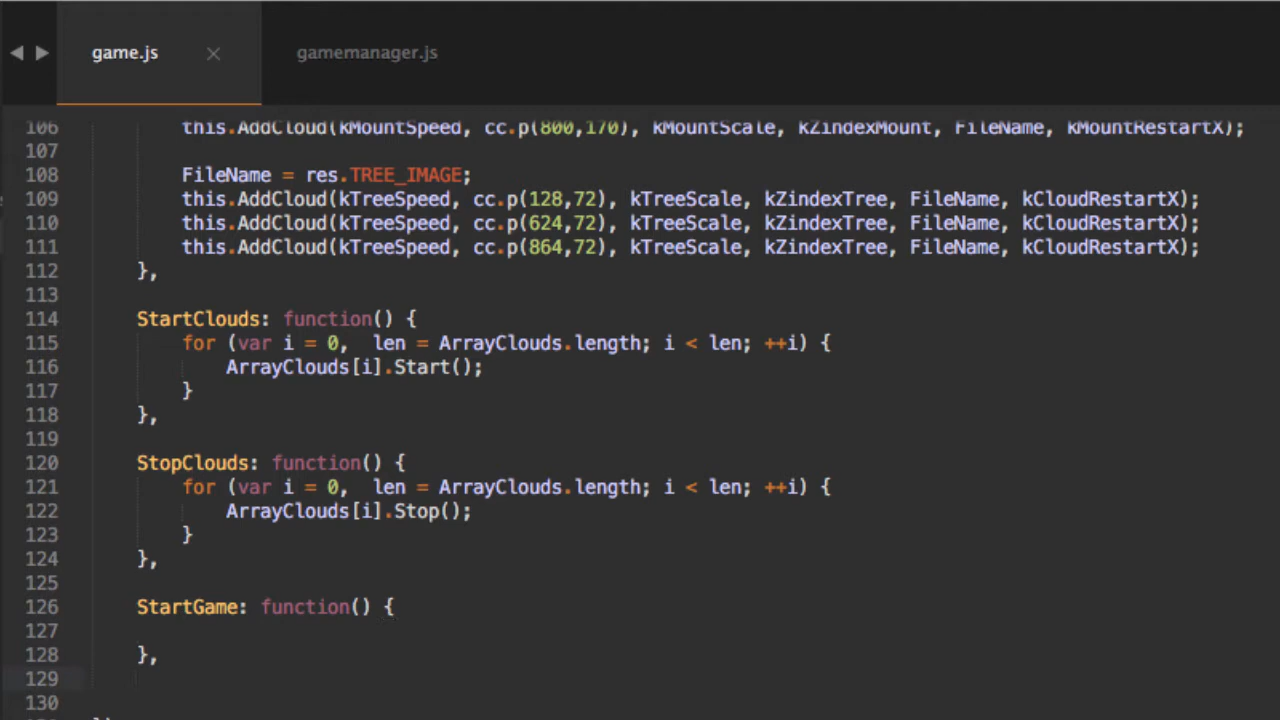 game.js
gamemanager.js
106 this.AddCloud(kMountSpeed, cc.p(800,170), kMountScale, kZindexMount, FileName, kMountRestartX);
107
108 FileName = res.TREE_IMAGE;
109 this.AddCloud(kTreeSpeed, cc.p(128,72), kTreeScale, kZindexTree, FileName, kCloudRestartX);
110 this.AddCloud(kTreeSpeed, cc.p(624,72), kTreeScale, kZindexTree, FileName, kCloudRestartX);
111 this.AddCloud(kTreeSpeed, cc.p(864,72), kTreeScale, kZindexTree, FileName, kCloudRestartX);
112 },
113
114 StartClouds: function() {
115 for (var i = 0,  len = ArrayClouds.length; i < len; ++i) {
116 ArrayClouds[i].Start();
117 }
118 },
119
120 StopClouds: function() {
121 for (var i = 0,  len = ArrayClouds.length; i < len; ++i) {
122 ArrayClouds[i].Stop();
123 }
124 },
125
126 StartGame: function() {
127
128 },
129
130